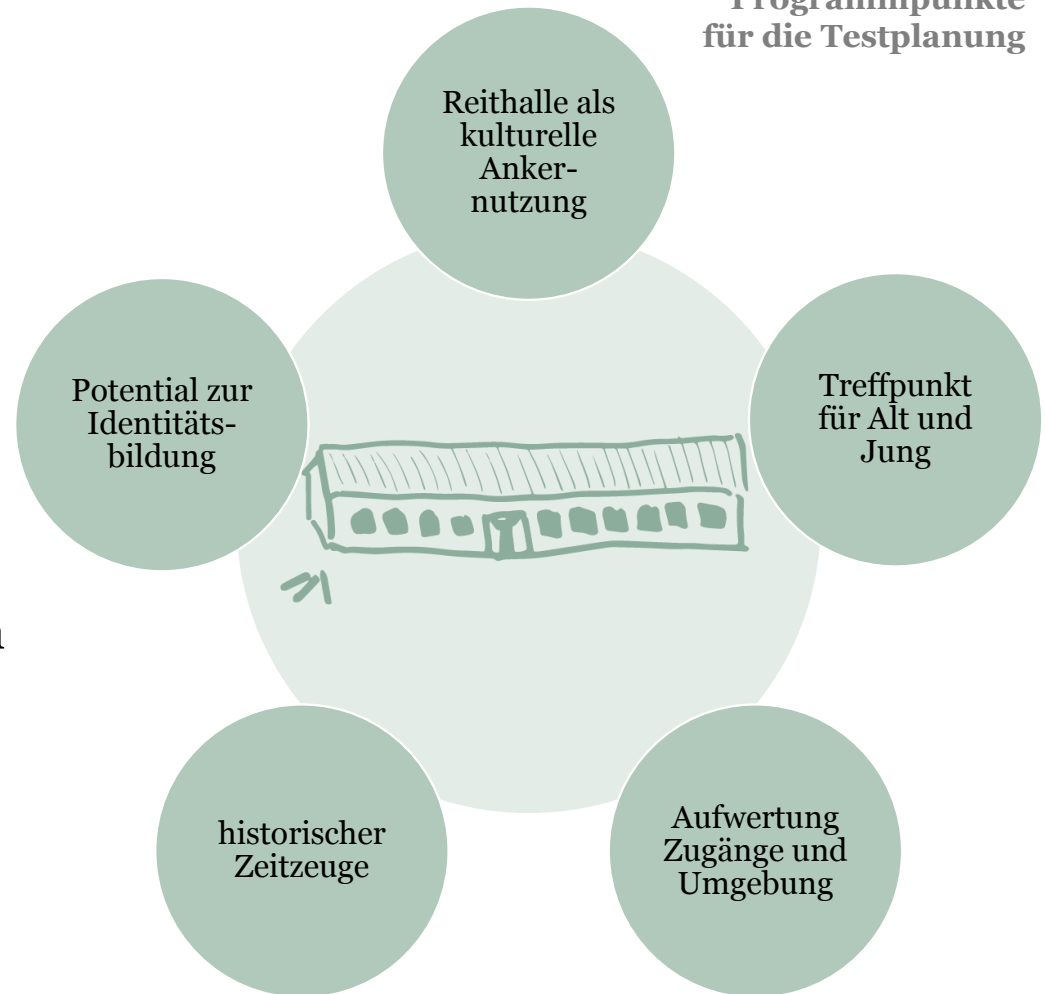 Programmpunkte
für die Testplanung
Reithalle als
kulturelle
Anker-
nutzung
Potential zur
Identitäts-
bildung
Treffpunkt
für Alt und
Jung
historischer
Zeitzeuge
Aufwertung
Zugänge und
Umgebung